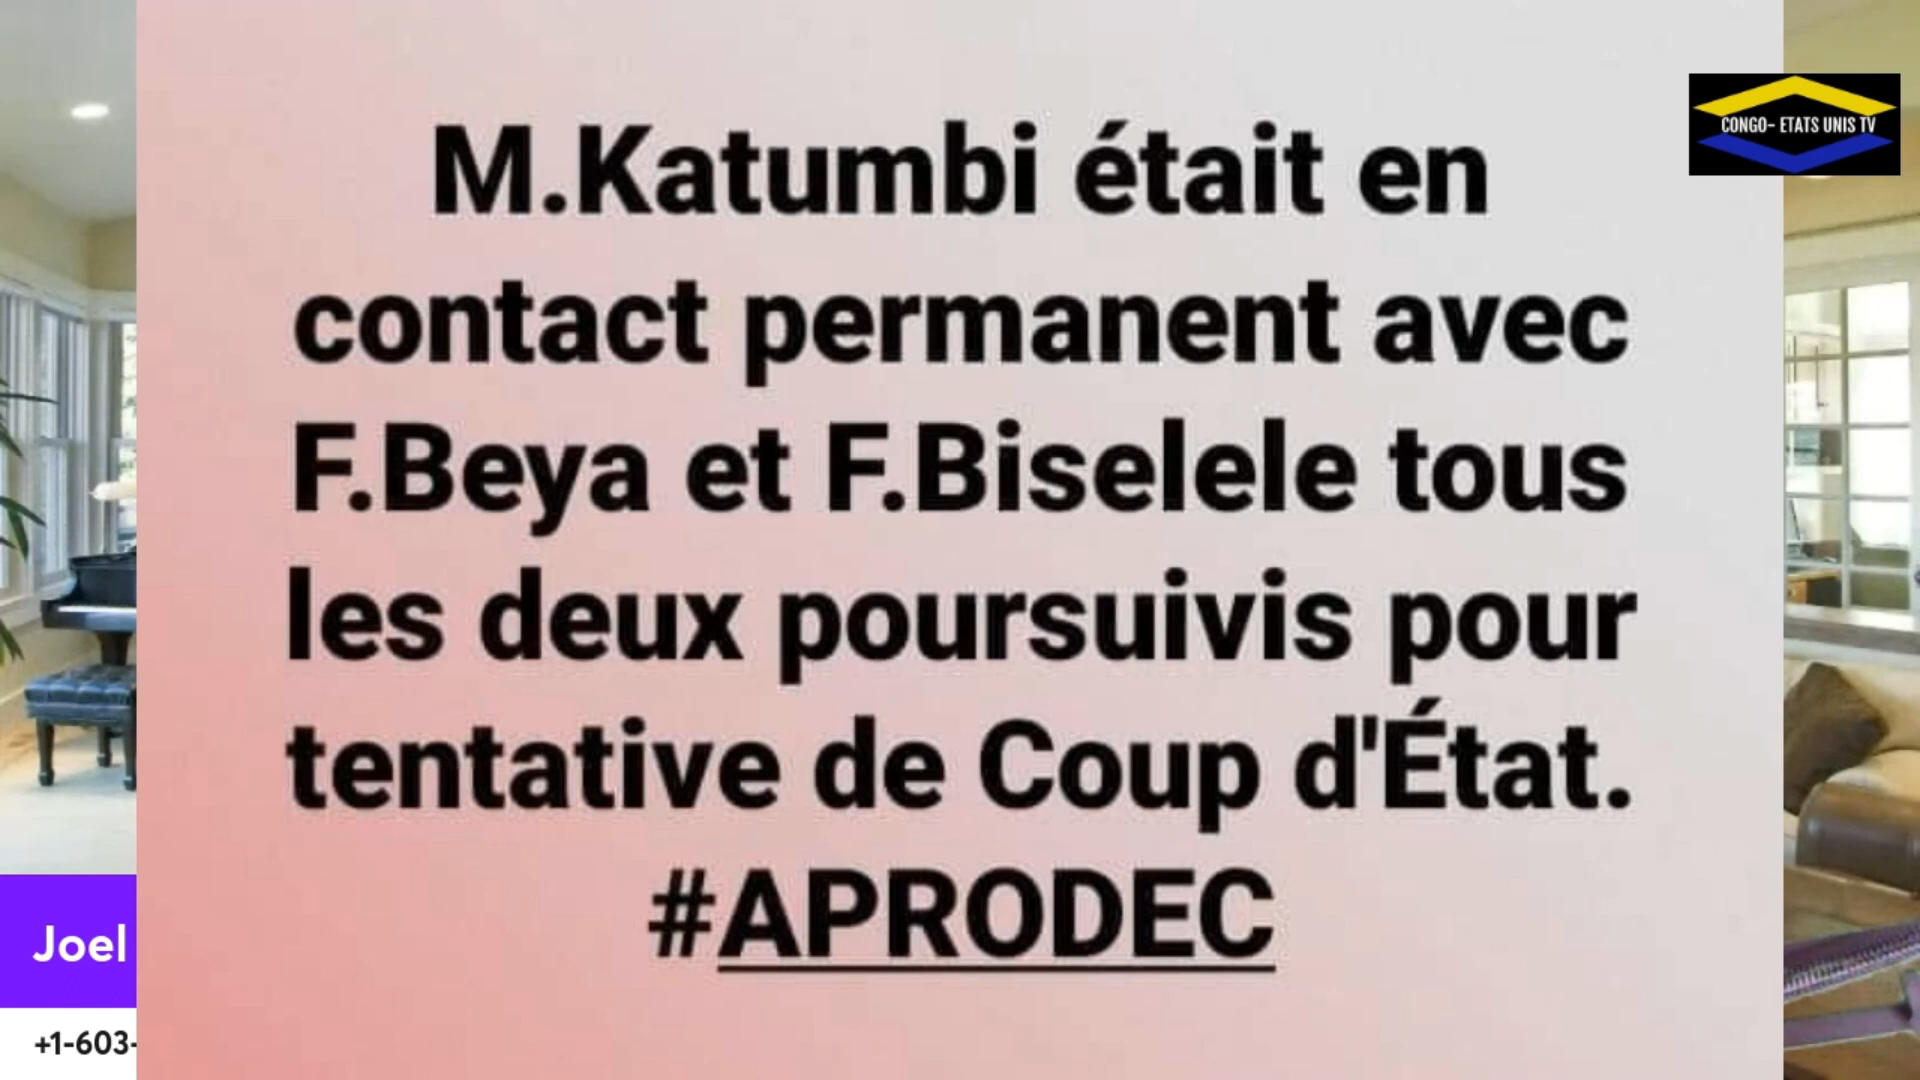 M.Katumbi était en
contact permanent avec
F.Beya et F.Biselele tous
les deux poursuivis pour
tentative de Coup d'État.
#APRODEC
CONGO- ETATS UNIS TV
Joel
+1-603-